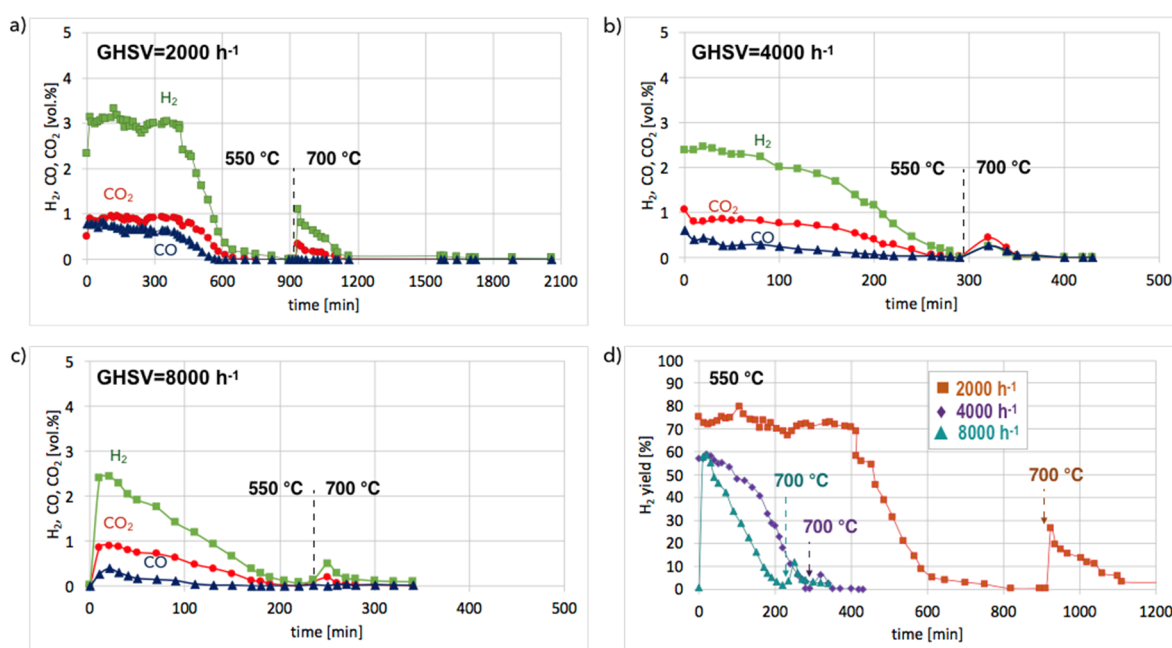 a)
GHSV=2000 h-1
H2, CO, CO2 [vol.%]
5
4
3
2
1
0
H2
CO2
CO
550 °C
700 °C
0 300 600 900 1200 1500 1800 2100
time [min]
b)
GHSV=4000 h-1
H2, CO, CO2 [vol.%]
5
4
3
2
1
0
H2
CO2
CO
550 °C
700 °C
0 100 200 300 400 500
time [min]
c)
GHSV=8000 h-1
H2, CO, CO2 [vol.%]
5
4
3
2
1
0
H2
CO2
CO
550 °C
700 °C
0 100 200 300 400 500
time [min]
d)
550 °C
H2 yield [%]
100
90
80
70
60
50
40
30
20
10
0
2000 h-1
4000 h-1
8000 h-1
700 °C
700 °C
700 °C
0 200 400 600 800 1000 1200
time [min]